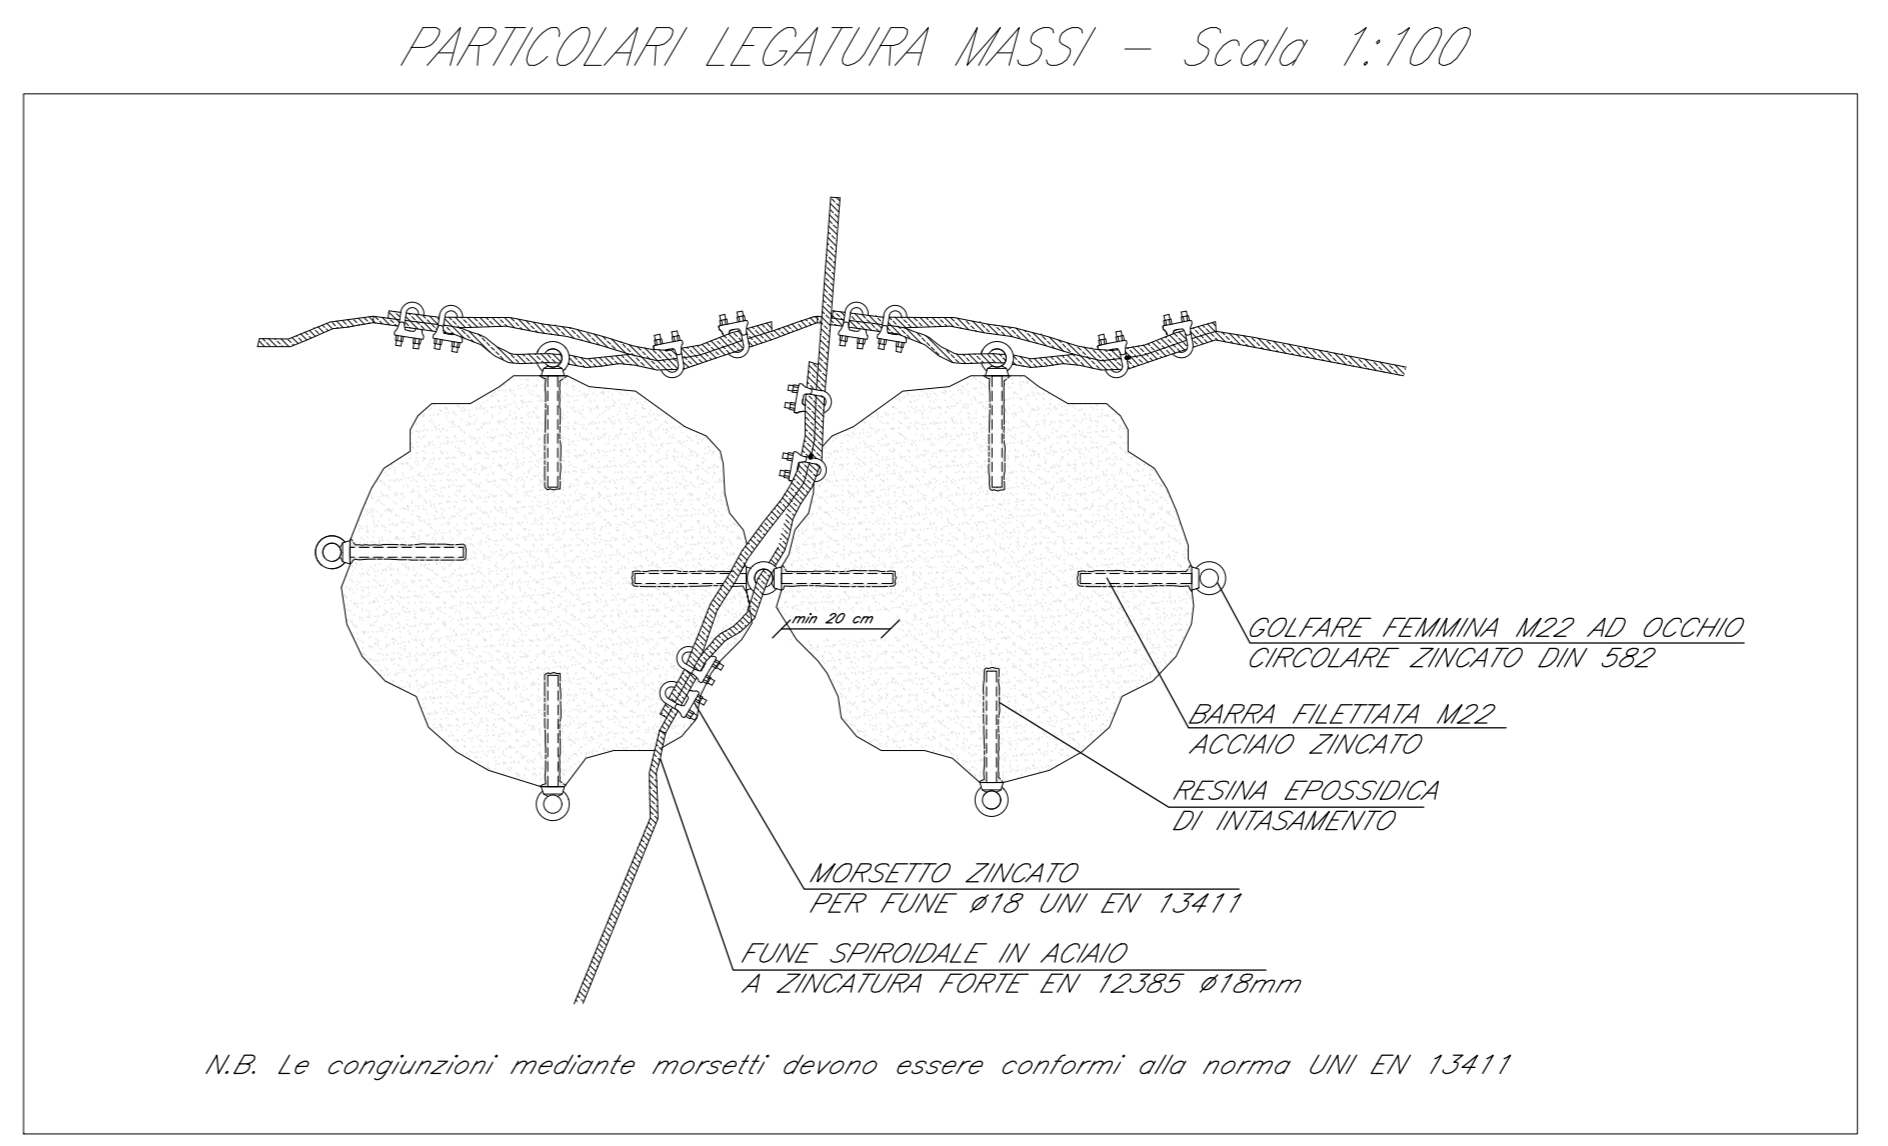 PARTICOLARI LEGATURA MASSI – Scala 1:100
min 20 cm
GOLFARE FEMMINA M22 AD OCCHIO
CIRCOLARE ZINCATO DIN 582
BARRA FILETTATA M22
ACCIAIO ZINCATO
RESINA EPOSSIDICA
DI INTASAMENTO
MORSETTO ZINCATO
PER FUNE ø18 UNI EN 13411
FUNE SPIROIDALE IN ACIAIO
A ZINCATURA FORTE EN 12385 ø18mm
N.B. Le congiunzioni mediante morsetti devono essere conformi alla norma UNI EN 13411